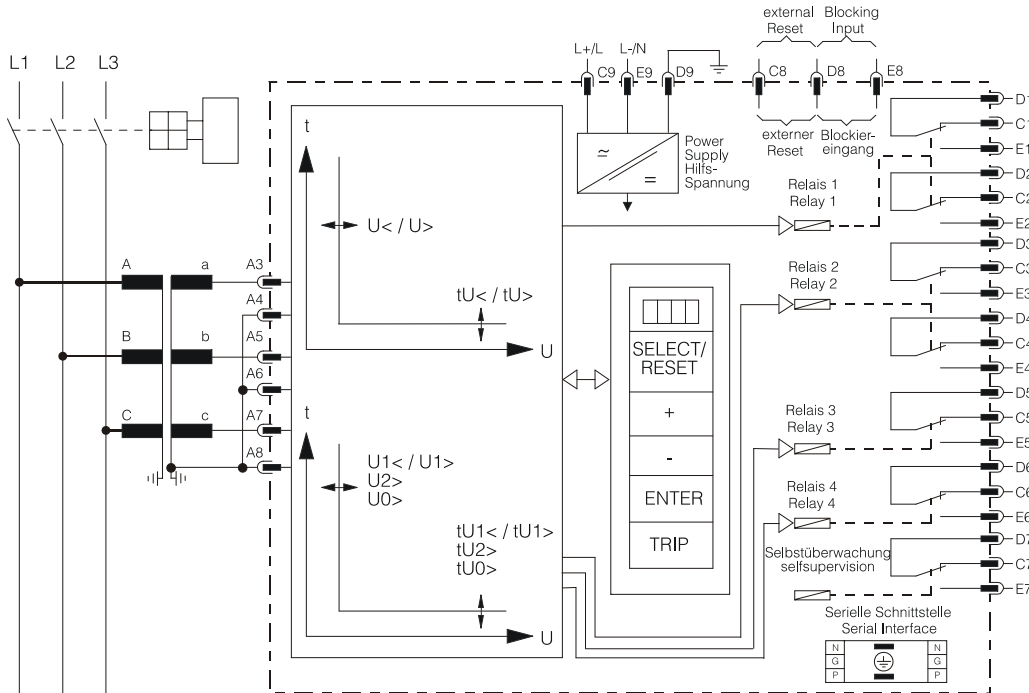 L1
L2
L3
A
B
C
a
b
c
A3
A4
A5
A6
A7
A8
t
U< / U>
tU< / tU>
U
t
U1< / U1>
U2>
U0>
tU1< / tU1>
tU2>
tU0>
U
L+/L
L-/N
C9
E9
D9
Power
Supply
Hilfs-
Spannung
≃
=
external
Reset
Blocking
Input
C8
D8
E8
externer
Reset
Blockier-
eingang
SELECT/
RESET
+
-
ENTER
TRIP
Relais 1
Relay 1
Relais 2
Relay 2
Relais 3
Relay 3
Relais 4
Relay 4
Selbstüberwachung
selfsupervision
D1
C1
E1
D2
C2
E2
D3
C3
E3
D4
C4
E4
D5
C5
E5
D6
C6
E6
D7
C7
E7
Serielle Schnittstelle
Serial Interface
N
G
P
N
G
P